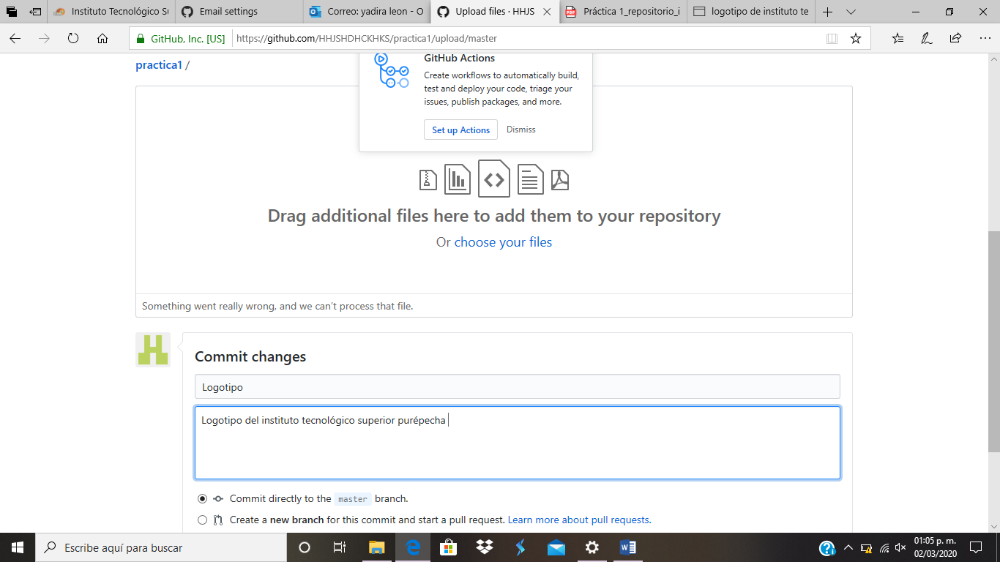 Instituto Tecnológico Su
Email settings
Correo: yadira leon - O
Upload files · HHJS
Práctica 1_repositorio_i
logotipo de instituto te
GitHub, Inc. [US]
https://github.com/HHJSHDHCKHKS/practica1/upload/master
practica1 /
GitHub Actions
Create workflows to automatically build,
test and deploy your code, triage your
issues, publish packages, and more.
Set up Actions
Dismiss
Drag additional files here to add them to your repository
Or choose your files
Something went really wrong, and we can't process that file.
Commit changes
Logotipo
Logotipo del instituto tecnológico superior purépecha
Commit directly to the master branch.
Create a new branch for this commit and start a pull request. Learn more about pull requests.
Escribe aquí para buscar
01:05 p. m.
02/03/2020